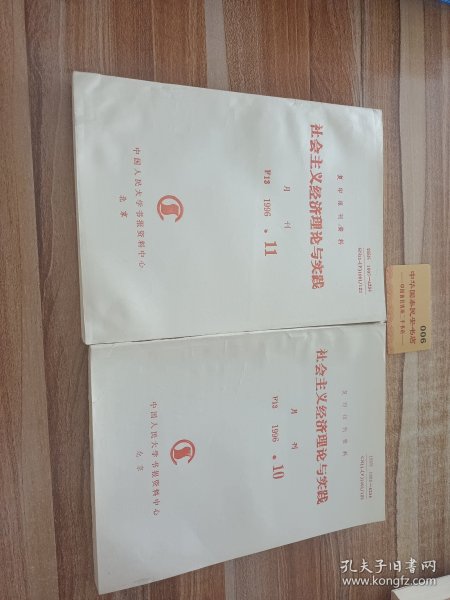 复印报刊资料
社会主义经济理论与实践
月刊
F13 1996 . 11
中国人民大学书报资料中心
北京
复印报刊资料
社会主义经济理论与实践
月刊
F13 1996 . 10
中国人民大学书报资料中心
北京
006
孔夫子旧书网
www.kongfz.com